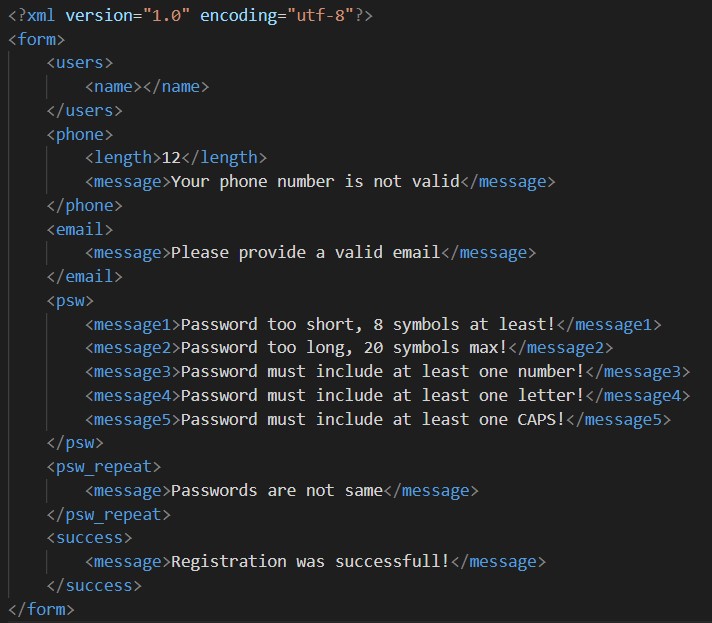 <?xml version="1.0" encoding="utf-8"?>
<form>
    <users>
        <name></name>
    </users>
    <phone>
        <length>12</length>
        <message>Your phone number is not valid</message>
    </phone>
    <email>
        <message>Please provide a valid email</message>
    </email>
    <psw>
        <message1>Password too short, 8 symbols at least!</message1>
        <message2>Password too long, 20 symbols max!</message2>
        <message3>Password must include at least one number!</message3>
        <message4>Password must include at least one letter!</message4>
        <message5>Password must include at least one CAPS!</message5>
    </psw>
    <psw_repeat>
        <message>Passwords are not same</message>
    </psw_repeat>
    <success>
        <message>Registration was successfull!</message>
    </success>
</form>